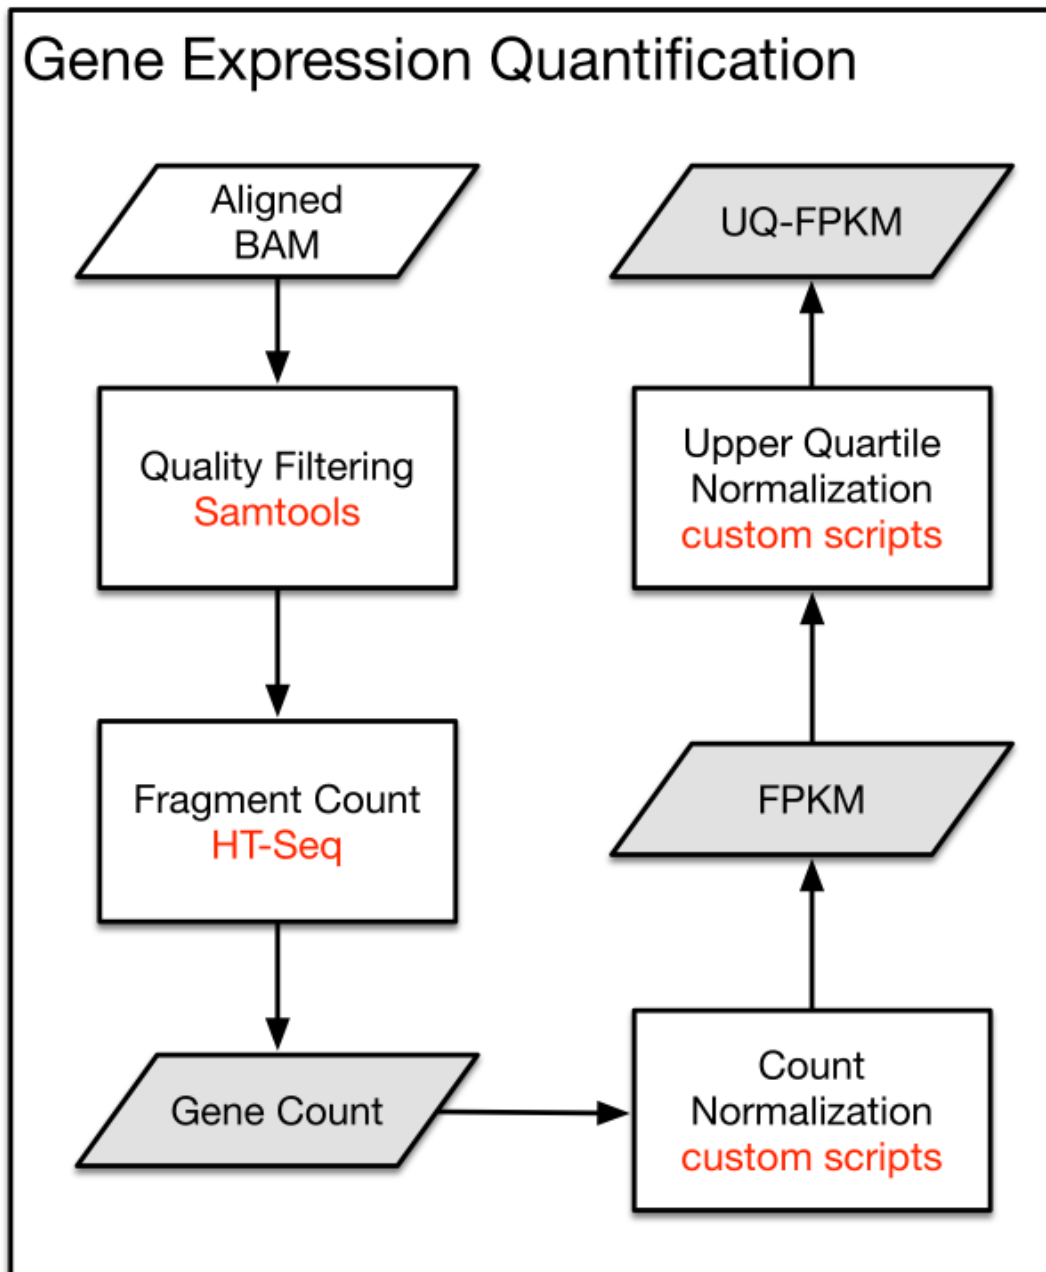 Gene Expression Quantification
Aligned
BAM
Quality Filtering
Samtools
Fragment Count
HT-Seq
Gene Count
Count
Normalization
custom scripts
FPKM
Upper Quartile
Normalization
custom scripts
UQ-FPKM